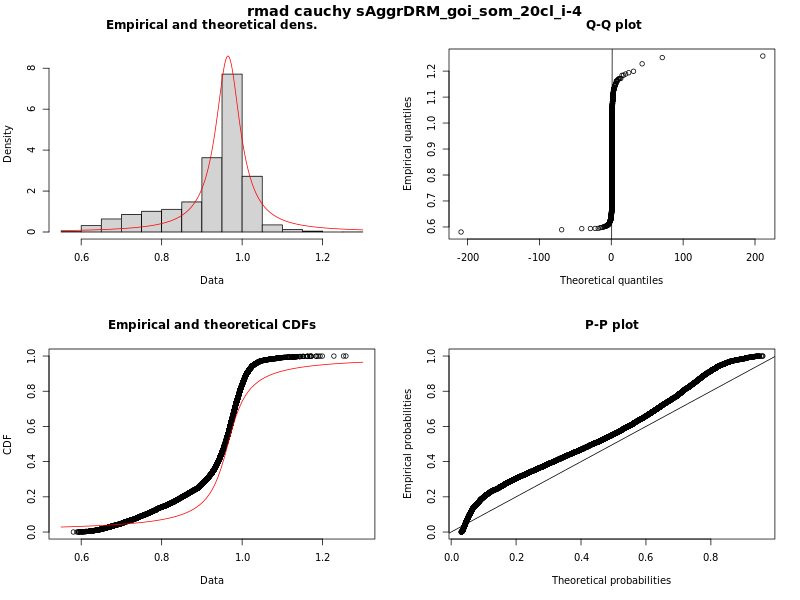 rmad cauchy sAggrDRM_goi_som_20cl_i-4
Empirical and theoretical dens.
Density
0 2 4 6 8
0.6 0.8 1.0 1.2
Data
Q-Q plot
Empirical quantiles
0.6 0.7 0.8 0.9 1.0 1.1 1.2
-200 -100 0 100 200
Theoretical quantiles
Empirical and theoretical CDFs
CDF
0.0 0.2 0.4 0.6 0.8 1.0
0.6 0.8 1.0 1.2
Data
P-P plot
Empirical probabilities
0.0 0.2 0.4 0.6 0.8 1.0
0.0 0.2 0.4 0.6 0.8
Theoretical probabilities